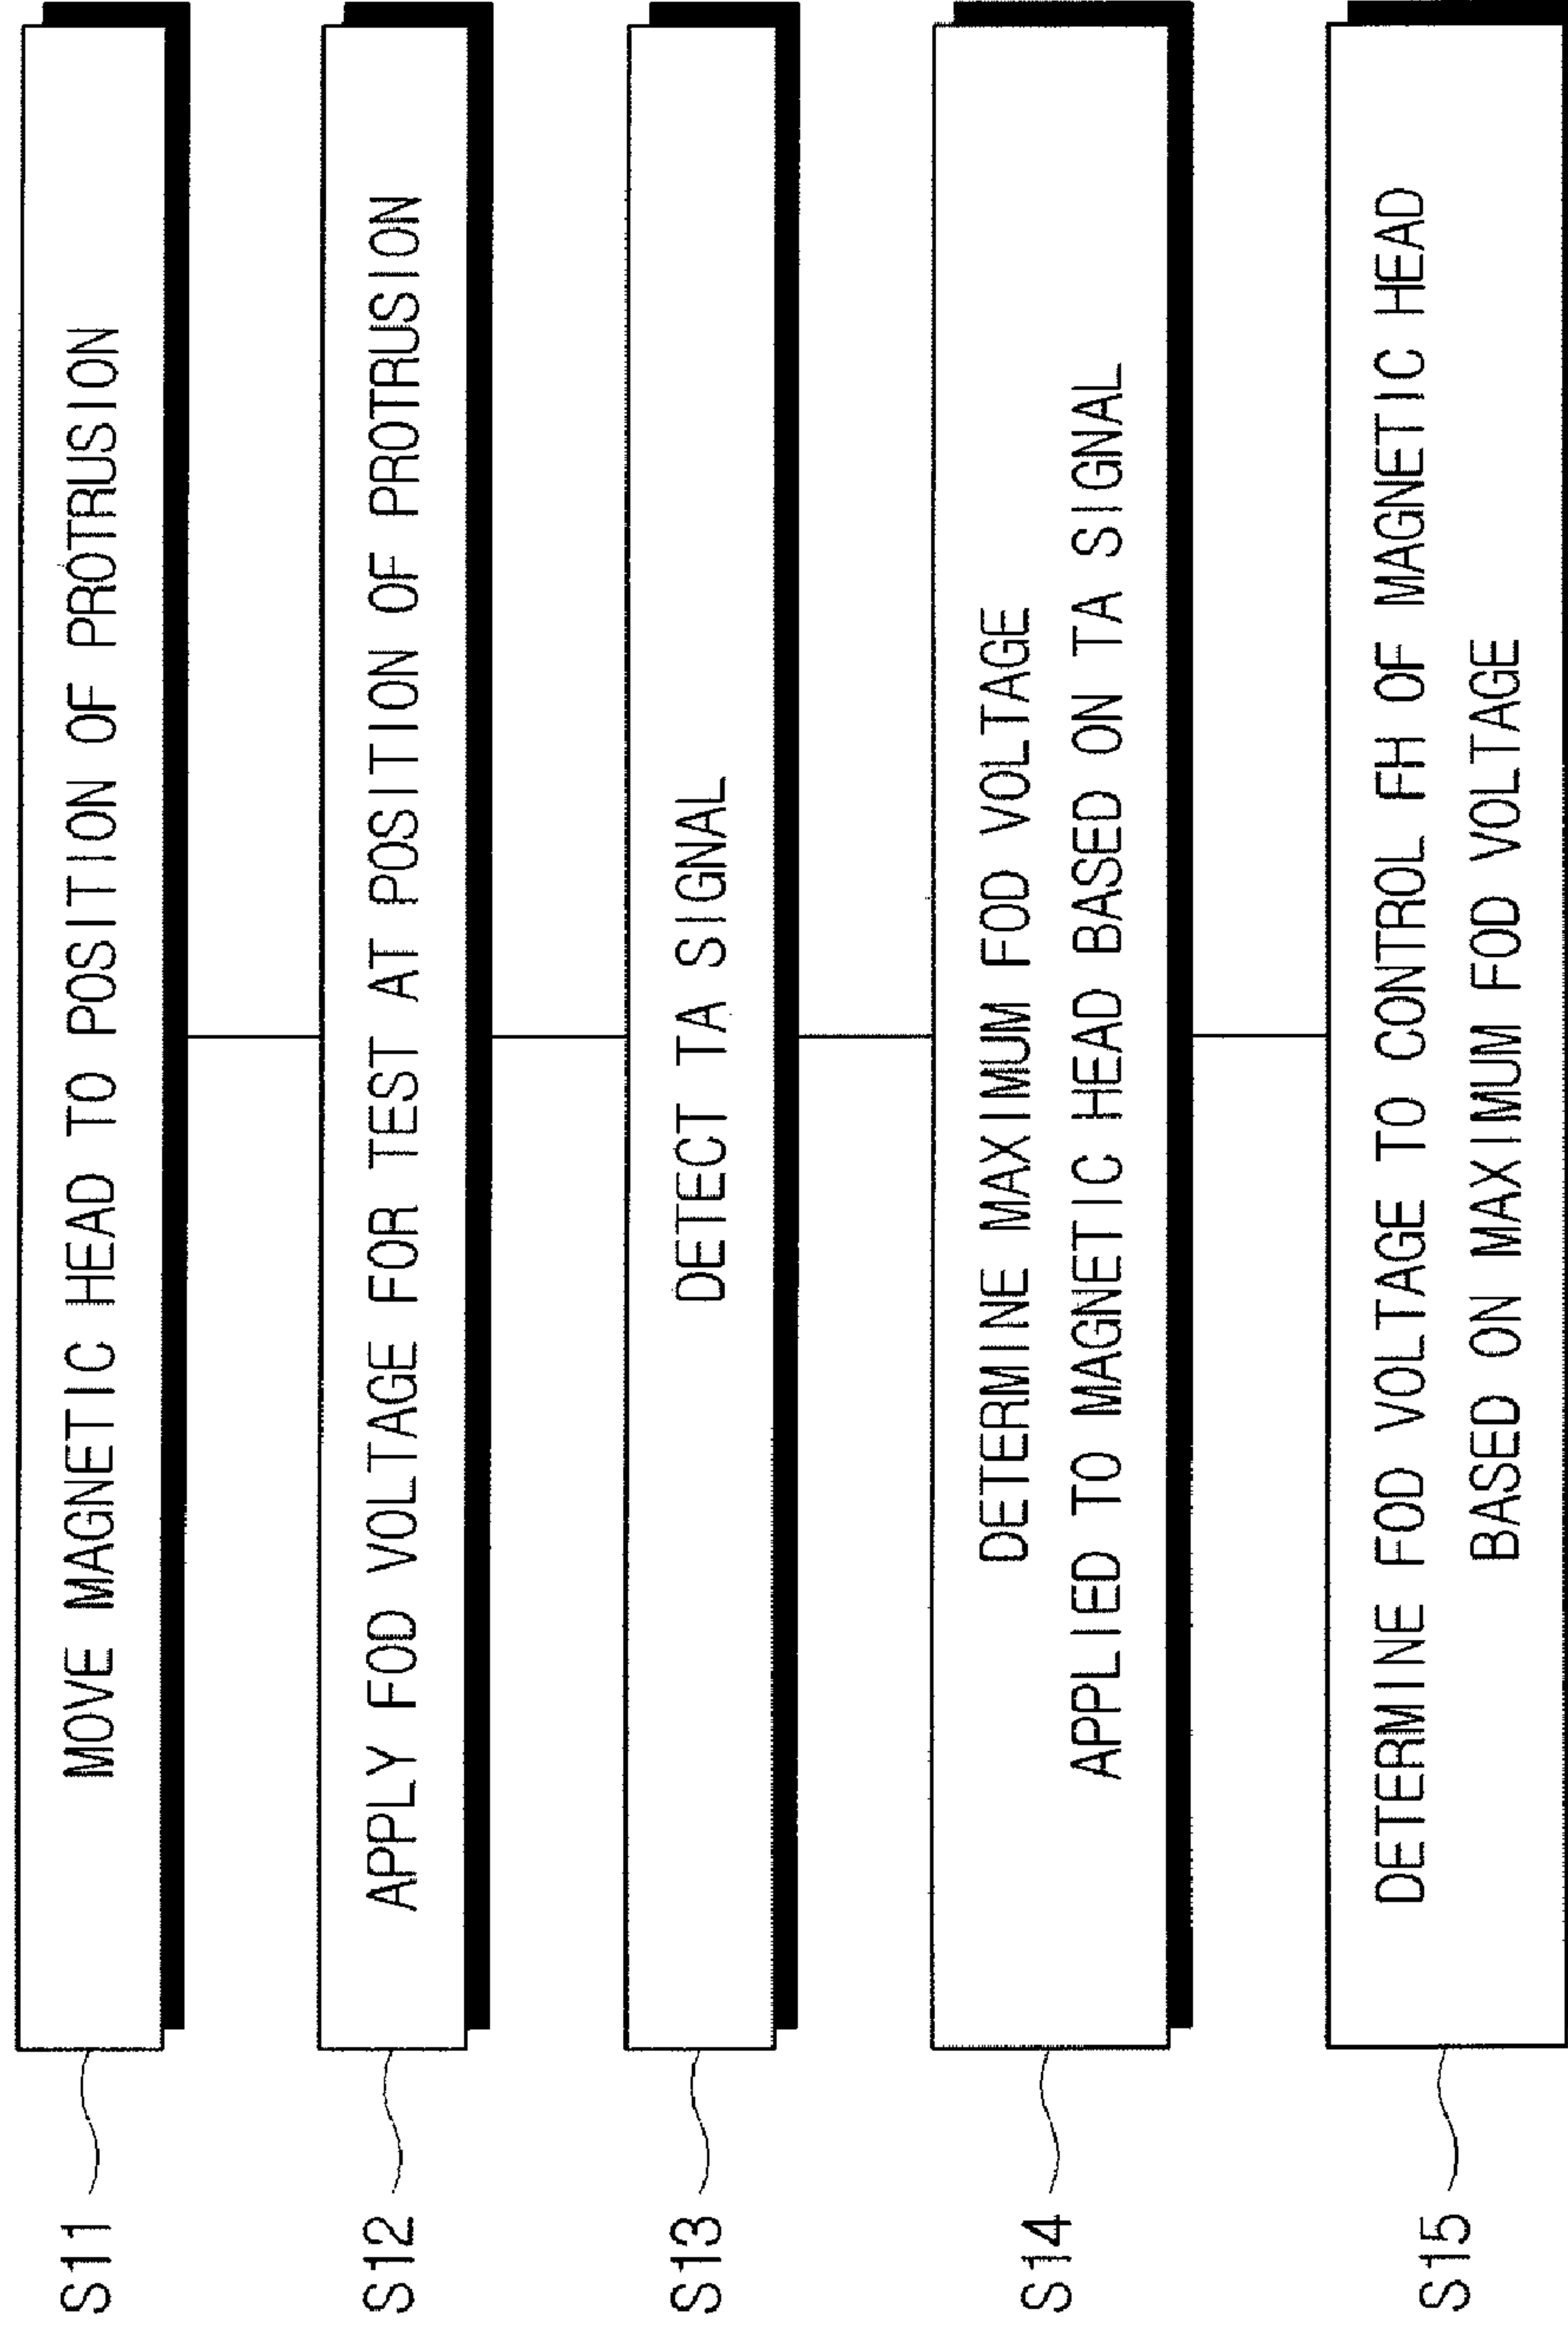 S11
MOVE MAGNETIC HEAD TO POSITION OF PROTRUSION
S12
APPLY FOD VOLTAGE FOR TEST AT POSITION OF PROTRUSION
S13
DETECT TA SIGNAL
S14
DETERMINE MAXIMUM FOD VOLTAGE
APPLIED TO MAGNETIC HEAD BASED ON TA SIGNAL
S15
DETERMINE FOD VOLTAGE TO CONTROL FH OF MAGNETIC HEAD
BASED ON MAXIMUM FOD VOLTAGE